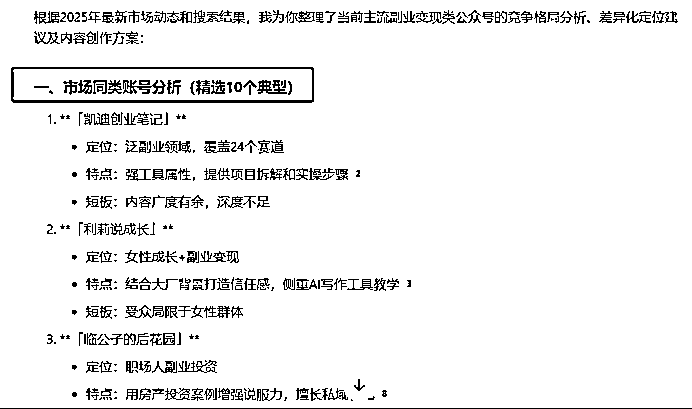 根据2025年最新市场动态和搜索结果，我为你整理了当前主流副业变现类公众号的竞争格局分析、差异化定位建
议及内容创作方案：
一、市场同类账号分析（精选10个典型）
1. **「凯迪创业笔记」**
• 定位：泛副业领域，覆盖24个赛道
• 特点：强工具属性，提供项目拆解和实操步骤 2
• 短板：内容广度有余，深度不足
2. **「利莉说成长」**
• 定位：女性成长+副业变现
• 特点：结合大厂背景打造信任感，侧重AI写作工具教学 3
• 短板：受众局限于女性群体
3. **「临公子的后花园」**
• 定位：职场人副业投资
• 特点：用房产投资案例增强说服力，擅长私域 8